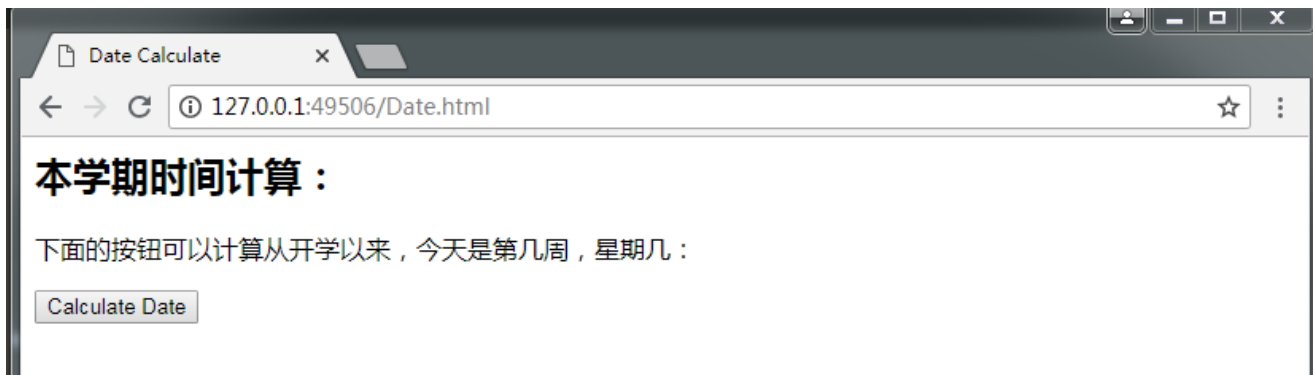 Date Calculate
127.0.0.1:49506/Date.html
本学期时间计算：
下面的按钮可以计算从开学以来，今天是第几周，星期几：
Calculate Date